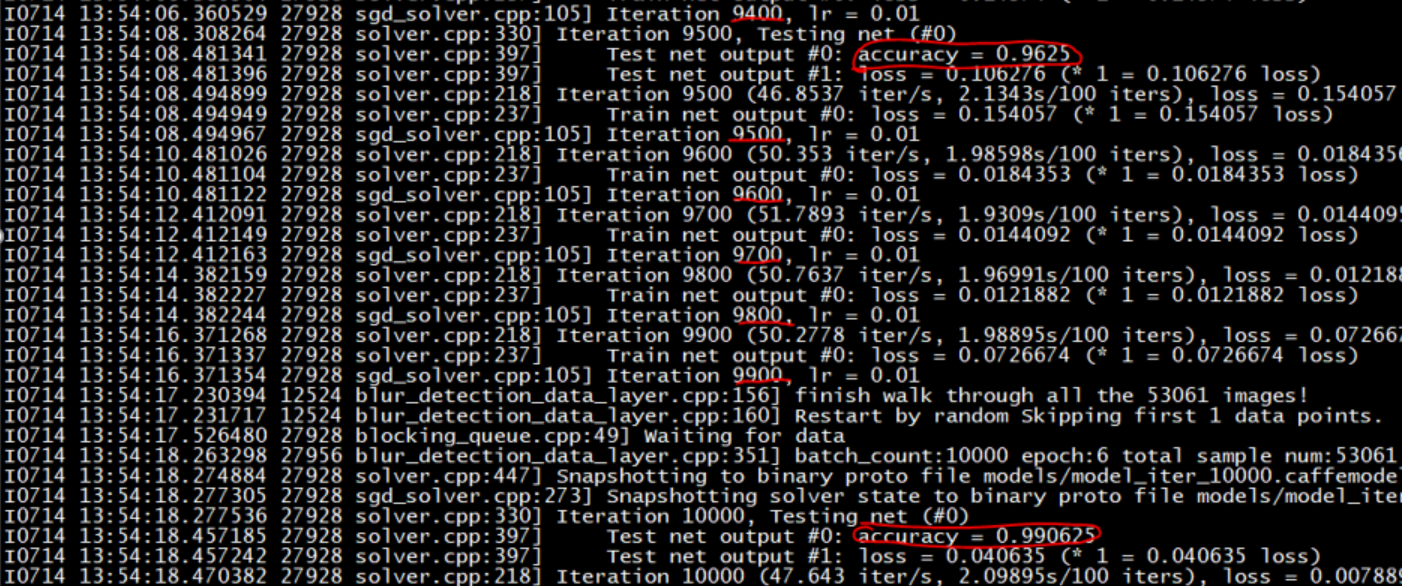 I0714 13:54:06.360529 27928 sgd_solver.cpp:105] Iteration 9400, lr = 0.01
I0714 13:54:08.308264 27928 solver.cpp:330] Iteration 9500, Testing net (#0)
I0714 13:54:08.481341 27928 solver.cpp:397]     Test net output #0: accuracy = 0.9625
I0714 13:54:08.481396 27928 solver.cpp:397]     Test net output #1: loss = 0.106276 (* 1 = 0.106276 loss)
I0714 13:54:08.494899 27928 solver.cpp:218] Iteration 9500 (46.8537 iter/s, 2.1343s/100 iters), loss = 0.154057
I0714 13:54:08.494949 27928 solver.cpp:237]     Train net output #0: loss = 0.154057 (* 1 = 0.154057 loss)
I0714 13:54:08.494967 27928 sgd_solver.cpp:105] Iteration 9500, lr = 0.01
I0714 13:54:10.481026 27928 solver.cpp:218] Iteration 9600 (50.353 iter/s, 1.98598s/100 iters), loss = 0.0184356
I0714 13:54:10.481104 27928 solver.cpp:237]     Train net output #0: loss = 0.0184353 (* 1 = 0.0184353 loss)
I0714 13:54:10.481122 27928 sgd_solver.cpp:105] Iteration 9600, lr = 0.01
I0714 13:54:12.412091 27928 solver.cpp:218] Iteration 9700 (51.7893 iter/s, 1.9309s/100 iters), loss = 0.0144095
I0714 13:54:12.412149 27928 solver.cpp:237]     Train net output #0: loss = 0.0144092 (* 1 = 0.0144092 loss)
I0714 13:54:12.412163 27928 sgd_solver.cpp:105] Iteration 9700, lr = 0.01
I0714 13:54:14.382159 27928 solver.cpp:218] Iteration 9800 (50.7637 iter/s, 1.96991s/100 iters), loss = 0.012188
I0714 13:54:14.382227 27928 solver.cpp:237]     Train net output #0: loss = 0.0121882 (* 1 = 0.0121882 loss)
I0714 13:54:14.382244 27928 sgd_solver.cpp:105] Iteration 9800, lr = 0.01
I0714 13:54:16.371268 27928 solver.cpp:218] Iteration 9900 (50.2778 iter/s, 1.98895s/100 iters), loss = 0.072667
I0714 13:54:16.371337 27928 solver.cpp:237]     Train net output #0: loss = 0.0726674 (* 1 = 0.0726674 loss)
I0714 13:54:16.371354 27928 sgd_solver.cpp:105] Iteration 9900, lr = 0.01
I0714 13:54:17.230394 12524 blur_detection_data_layer.cpp:156] finish walk through all the 53061 images!
I0714 13:54:17.231717 12524 blur_detection_data_layer.cpp:160] Restart by random Skipping first 1 data points.
I0714 13:54:17.526480 27928 blocking_queue.cpp:49] Waiting for data
I0714 13:54:18.263298 27956 blur_detection_data_layer.cpp:351] batch_count:10000 epoch:6 total sample num:53061
I0714 13:54:18.274884 27928 solver.cpp:447] Snapshotting to binary proto file models/model_iter_10000.caffemodel
I0714 13:54:18.277305 27928 sgd_solver.cpp:273] Snapshotting solver state to binary proto file models/model_iter
I0714 13:54:18.277536 27928 solver.cpp:330] Iteration 10000, Testing net (#0)
I0714 13:54:18.457185 27928 solver.cpp:397]     Test net output #0: accuracy = 0.990625
I0714 13:54:18.457242 27928 solver.cpp:397]     Test net output #1: loss = 0.040635 (* 1 = 0.040635 loss)
I0714 13:54:18.470382 27928 solver.cpp:218] Iteration 10000 (47.643 iter/s, 2.09895s/100 iters), loss = 0.007889